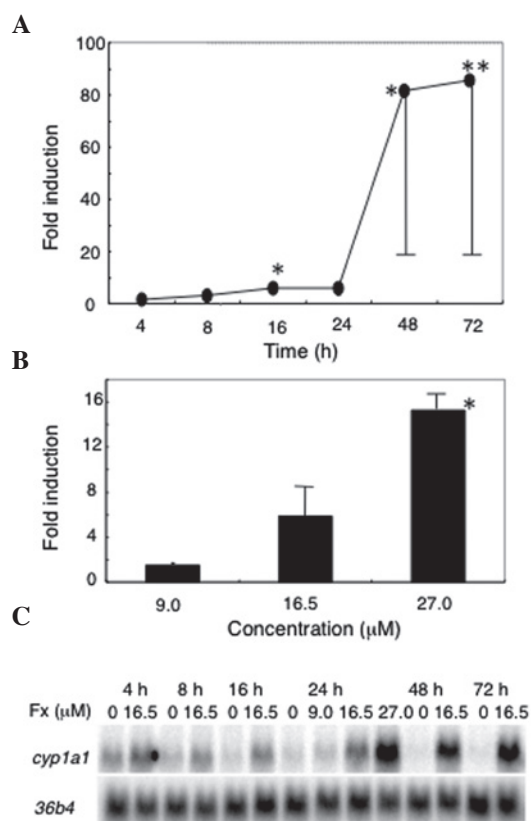 A
100
80
60
40
20
0
Fold induction
* * **
4 8 16 24 48 72
Time (h)
B
16
12
8
4
0
Fold induction
*
9.0 16.5 27.0
Concentration (μM)
C
4 h 8 h 16 h 24 h 48 h 72 h
Fx (μM) 0 16.5 0 16.5 0 16.5 0 9.0 16.5 27.0 0 16.5 0 16.5
cyp1a1
36b4